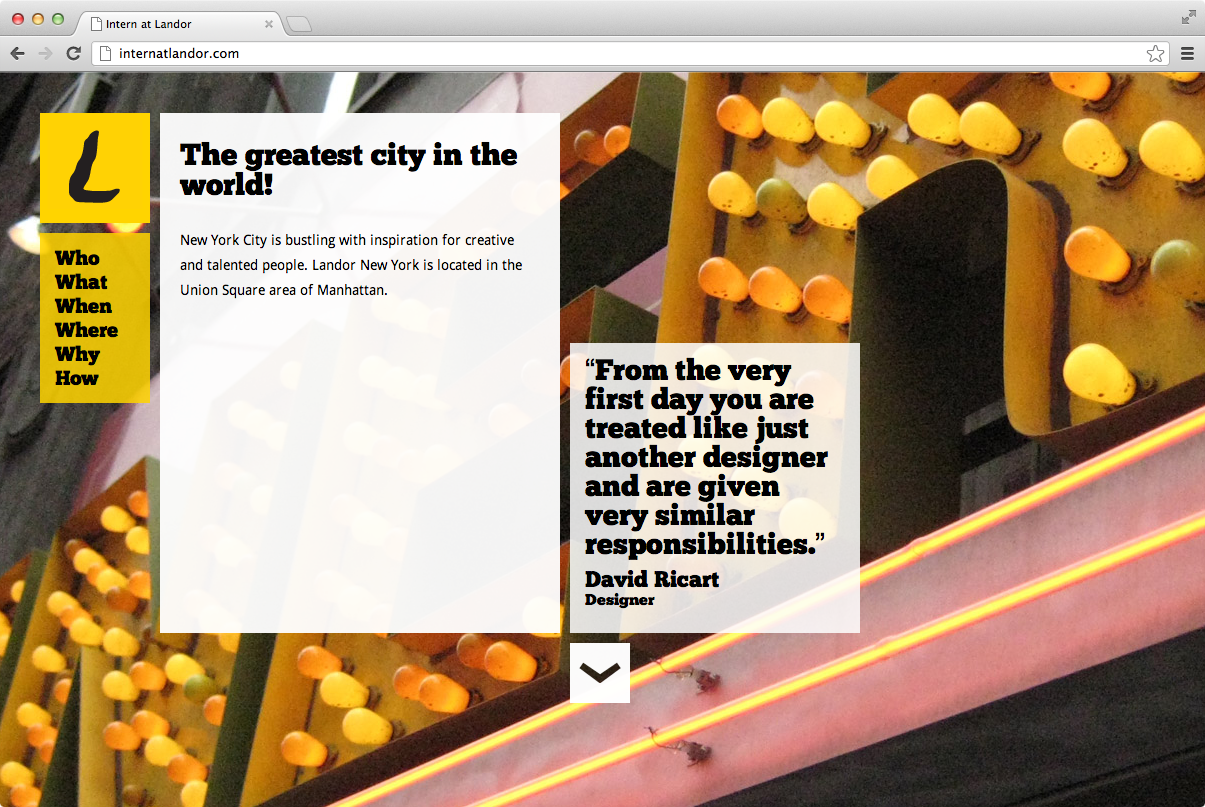 Intern at Landor
internatlandor.com
L
The greatest city in the
world!
New York City is bustling with inspiration for creative
and talented people. Landor New York is located in the
Union Square area of Manhattan.
Who
What
When
Where
Why
How
“From the very
first day you are
treated like just
another designer
and are given
very similar
responsibilities.”
David Ricart
Designer